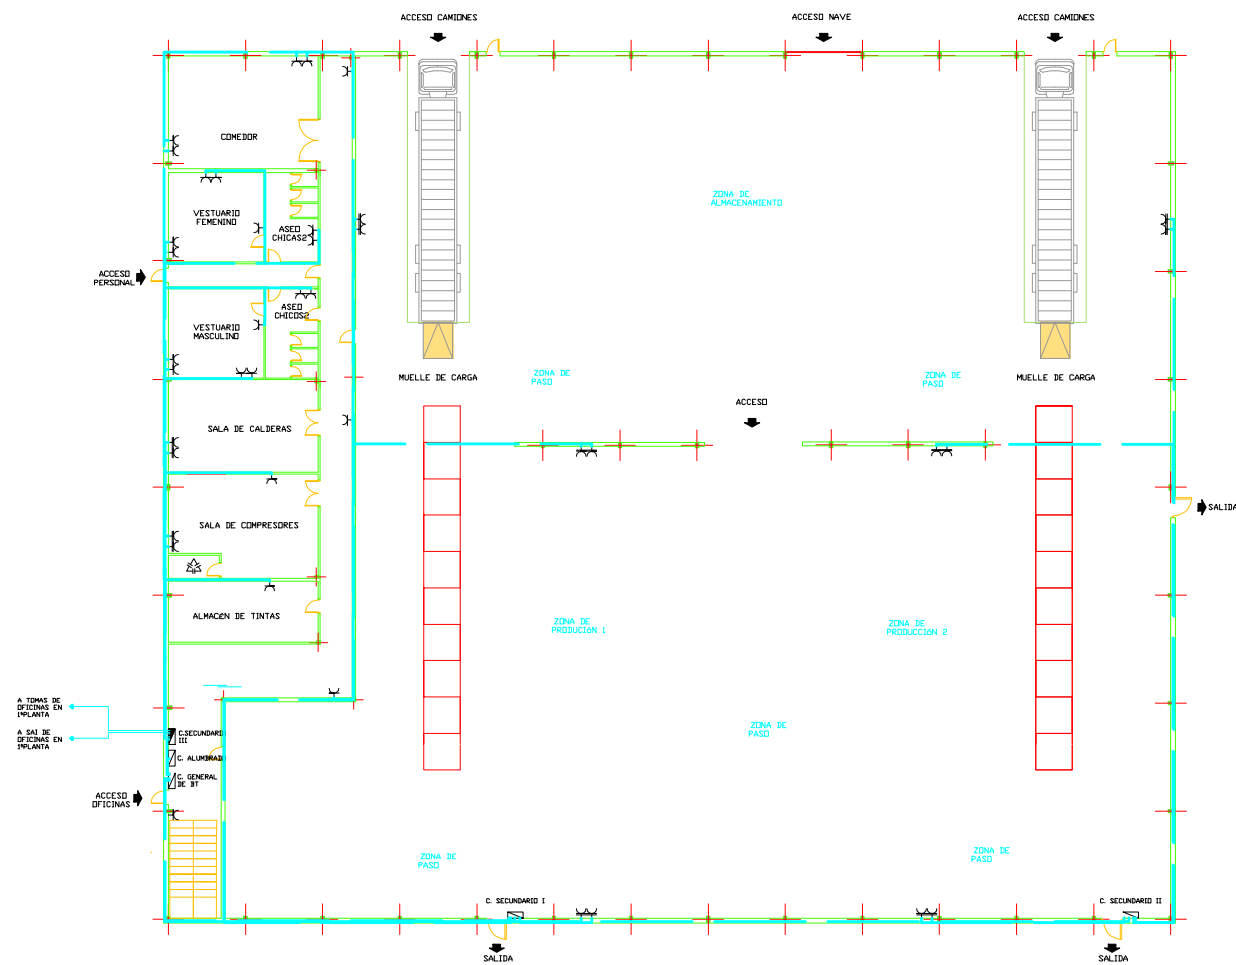 ACCESO CAMIONES
ACCESO NAVE
ACCESO CAMIONES
COMEDOR
ZONA DE
ALMACENAMIENTO
VESTUARIO
FEMENINO
ASEO
CHICAS2
ACCESO
PERSONAL
ASEO
CHICOS2
VESTUARIO
MASCULINO
MUELLE DE CARGA
ZONA DE
PASO
ZONA DE
PASO
MUELLE DE CARGA
ACCESO
SALA DE CALDERAS
SALA DE COMPRESORES
SALIDA
ALMACéN DE TINTAS
ZONA DE
PRODUCIóN 1
ZONA DE
PRODUCCIóN 2
A TOMAS DE
OFICINAS EN
1ªPLANTA
A SAI DE
OFICINAS EN
1ªPLANTA
C.SECUNDARIO
III
C. ALUMBRADO
C. GENERAL
DE BT
ZONA DE
PASO
ACCESO
OFICINAS
ZONA DE
PASO
ZONA DE
PASO
C. SECUNDARIO I
C. SECUNDARIO II
SALIDA
SALIDA